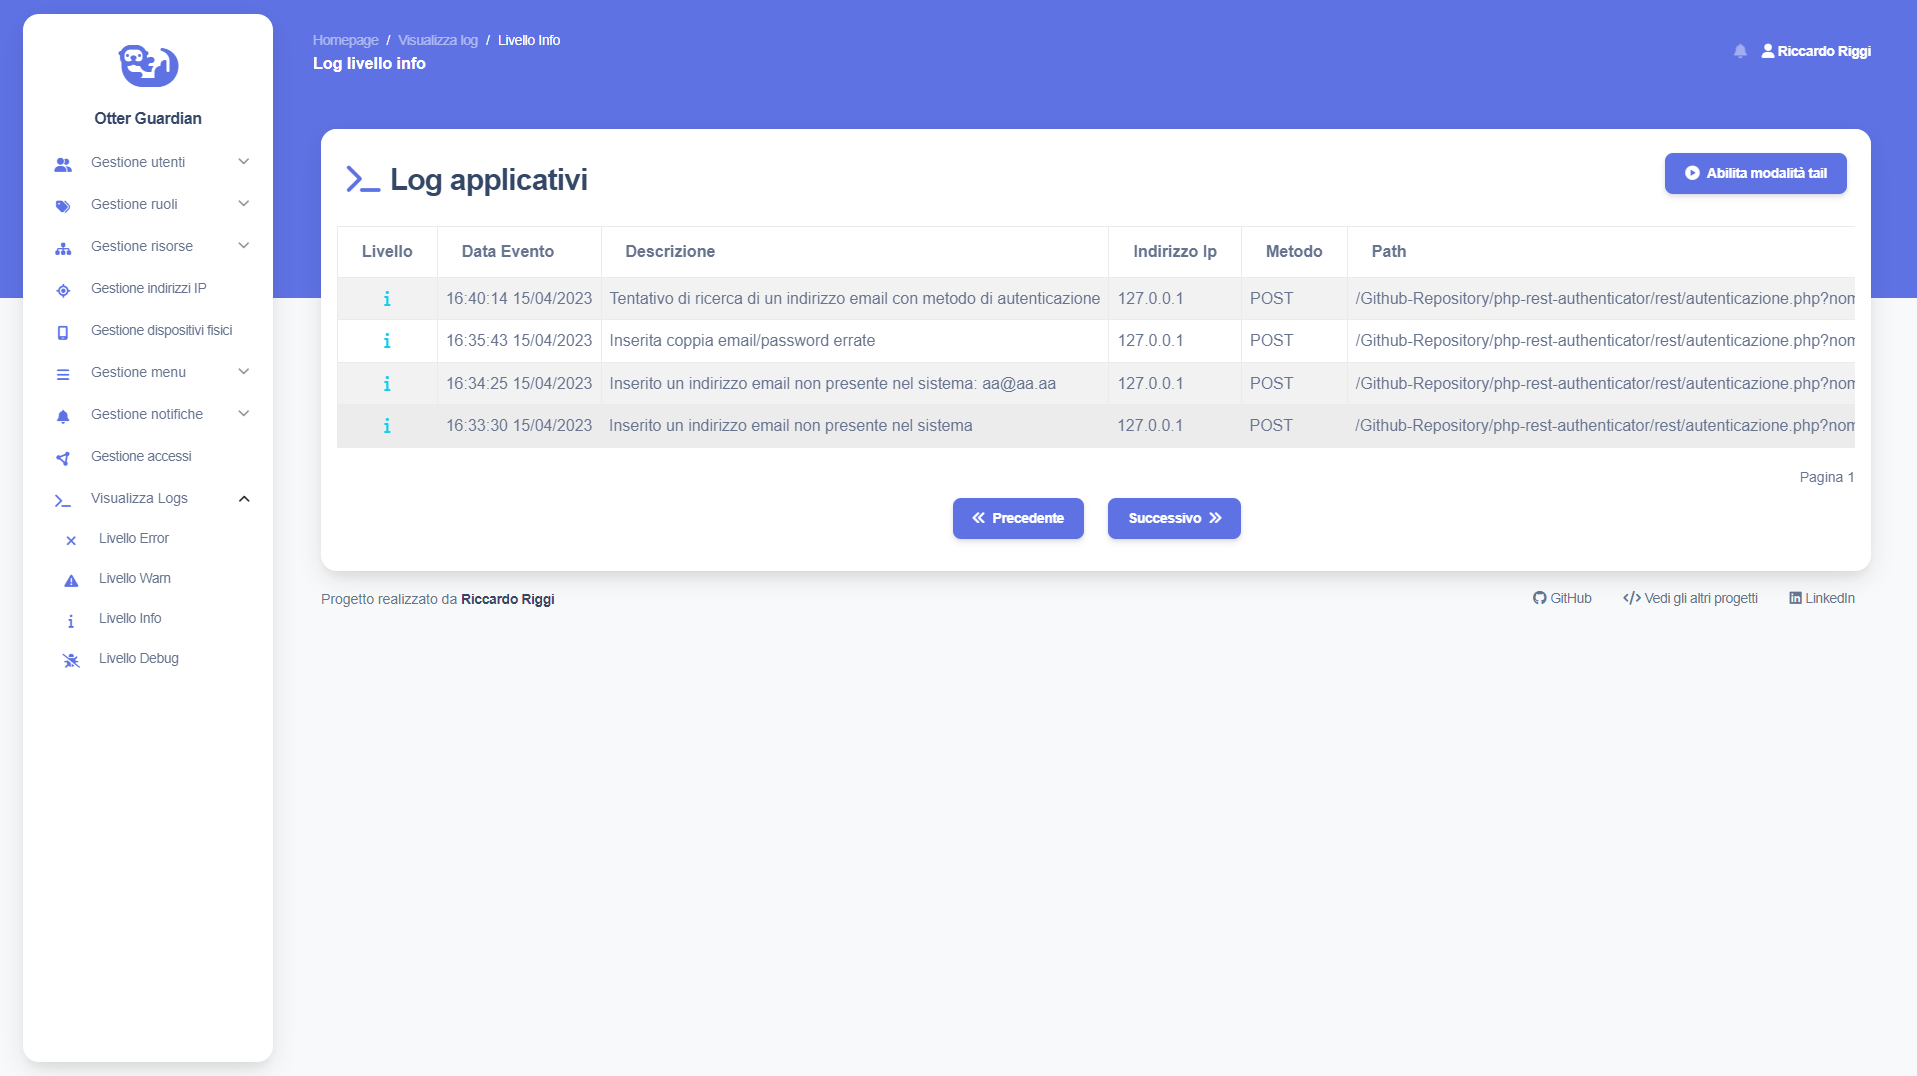 Otter Guardian
Gestione utenti
Gestione ruoli
Gestione risorse
Gestione indirizzi IP
Gestione dispositivi fisici
Gestione menu
Gestione notifiche
Gestione accessi
Visualizza Logs
Livello Error
Livello Warn
Livello Info
Livello Debug
Homepage / Visualizza log / Livello Info
Log livello info
Riccardo Riggi
Log applicativi
Abilita modalità tail
Livello Data Evento Descrizione Indirizzo Ip Metodo Path
16:40:14 15/04/2023 Tentativo di ricerca di un indirizzo email con metodo di autenticazione 127.0.0.1 POST /Github-Repository/php-rest-authenticator/rest/autenticazione.php?nom
16:35:43 15/04/2023 Inserita coppia email/password errate 127.0.0.1 POST /Github-Repository/php-rest-authenticator/rest/autenticazione.php?nom
16:34:25 15/04/2023 Inserito un indirizzo email non presente nel sistema: aa@aa.aa 127.0.0.1 POST /Github-Repository/php-rest-authenticator/rest/autenticazione.php?nom
16:33:30 15/04/2023 Inserito un indirizzo email non presente nel sistema 127.0.0.1 POST /Github-Repository/php-rest-authenticator/rest/autenticazione.php?nom
Pagina 1
Precedente Successivo
Progetto realizzato da Riccardo Riggi
GitHub Vedi gli altri progetti LinkedIn